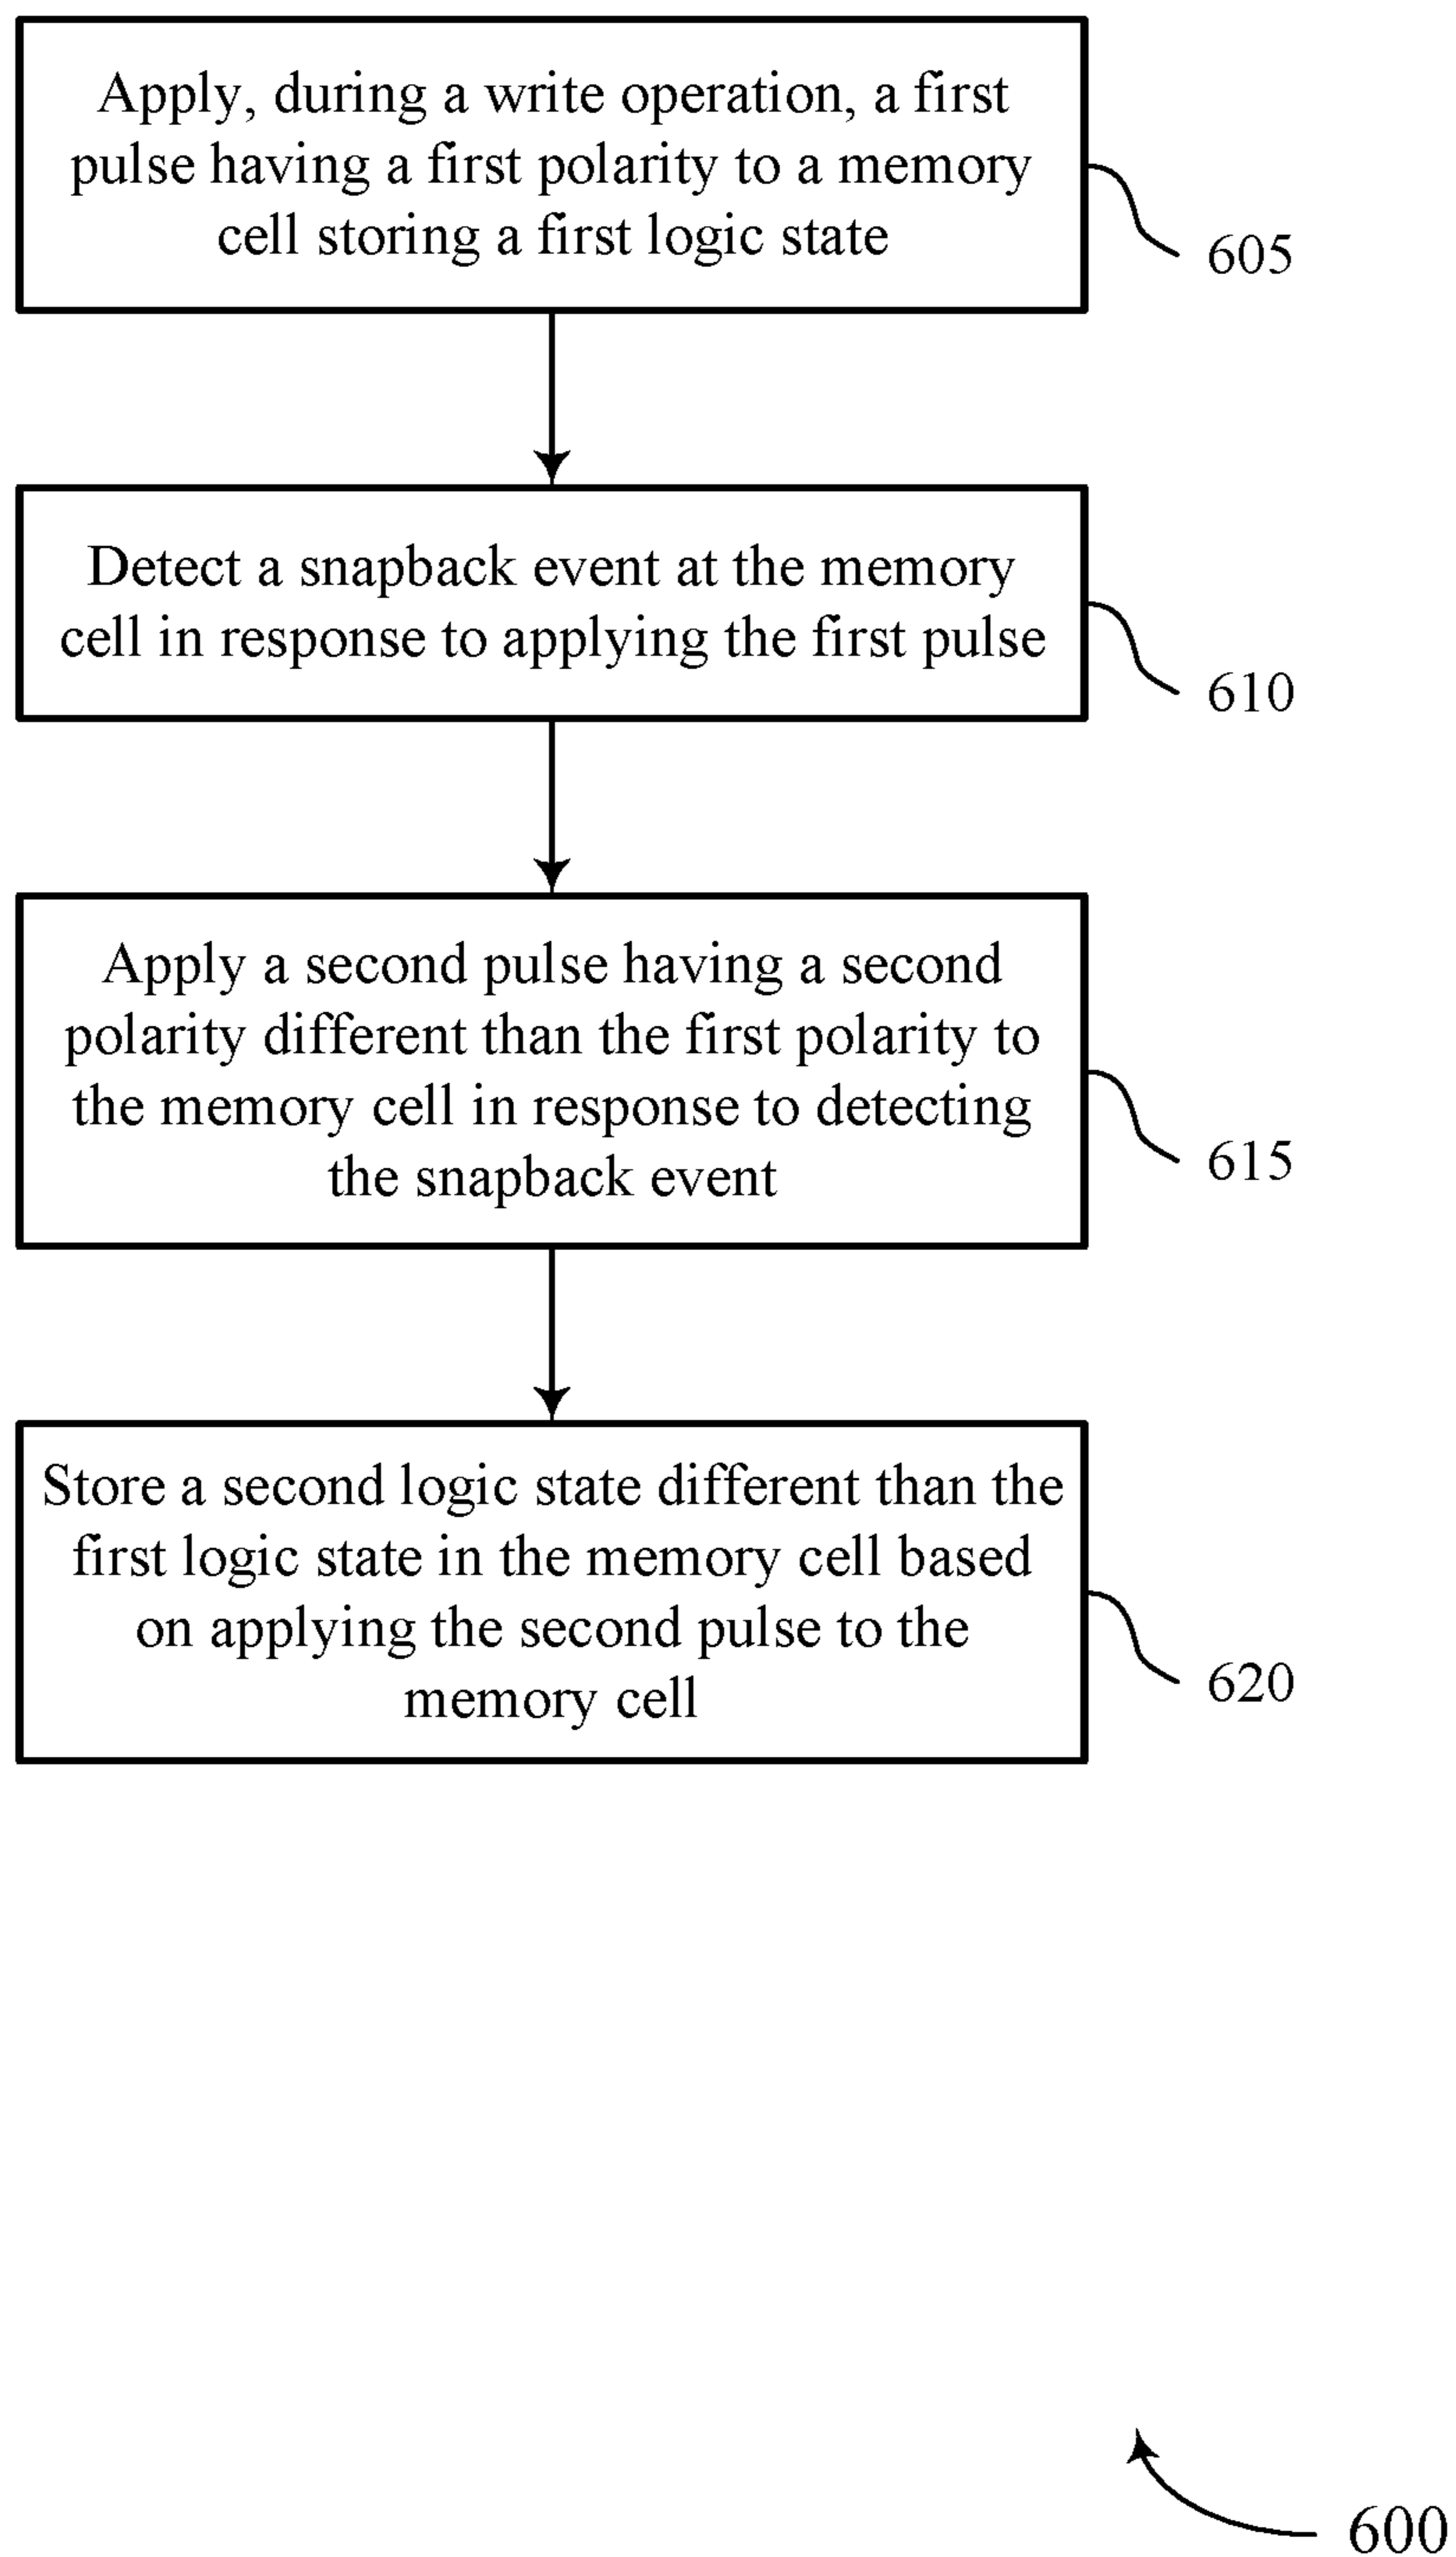 Apply, during a write operation, a first
pulse having a first polarity to a memory
cell storing a first logic state
605
Detect a snapback event at the memory
cell in response to applying the first pulse
610
Apply a second pulse having a second
polarity different than the first polarity to
the memory cell in response to detecting
the snapback event
615
Store a second logic state different than the
first logic state in the memory cell based
on applying the second pulse to the
memory cell
620
600